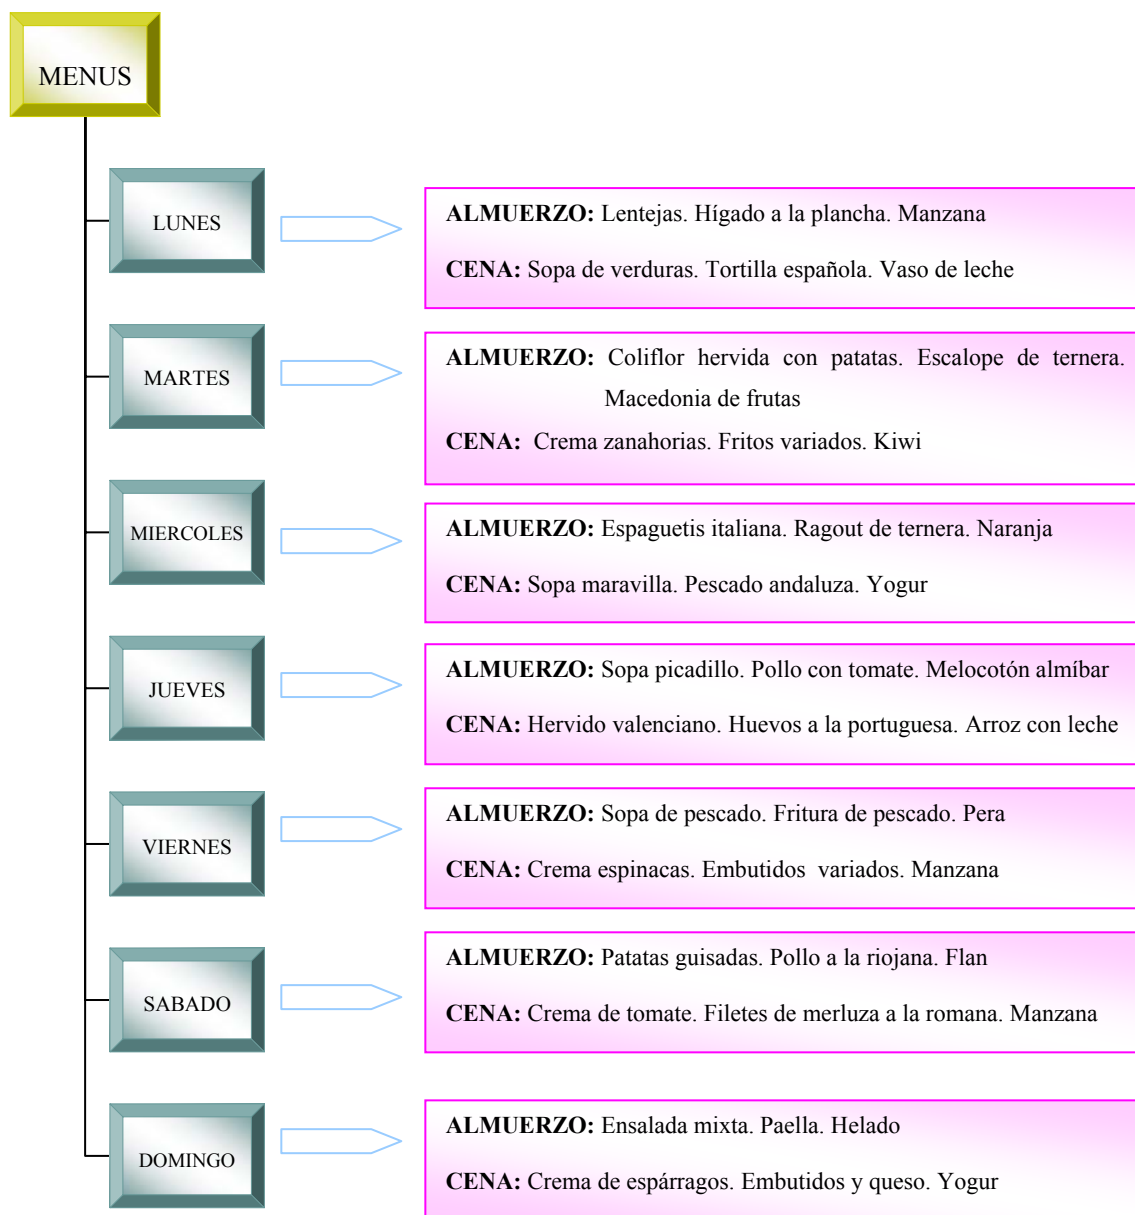 MENUS
LUNES
ALMUERZO: Lentejas. Hígado a la plancha. Manzana
CENA: Sopa de verduras. Tortilla española. Vaso de leche
MARTES
ALMUERZO: Coliflor hervida con patatas. Escalope de ternera.
Macedonia de frutas
CENA: Crema zanahorias. Fritos variados. Kiwi
MIERCOLES
ALMUERZO: Espaguetis italiana. Ragout de ternera. Naranja
CENA: Sopa maravilla. Pescado andaluza. Yogur
JUEVES
ALMUERZO: Sopa picadillo. Pollo con tomate. Melocotón almíbar
CENA: Hervido valenciano. Huevos a la portuguesa. Arroz con leche
VIERNES
ALMUERZO: Sopa de pescado. Fritura de pescado. Pera
CENA: Crema espinacas. Embutidos variados. Manzana
SABADO
ALMUERZO: Patatas guisadas. Pollo a la riojana. Flan
CENA: Crema de tomate. Filetes de merluza a la romana. Manzana
DOMINGO
ALMUERZO: Ensalada mixta. Paella. Helado
CENA: Crema de espárragos. Embutidos y queso. Yogur